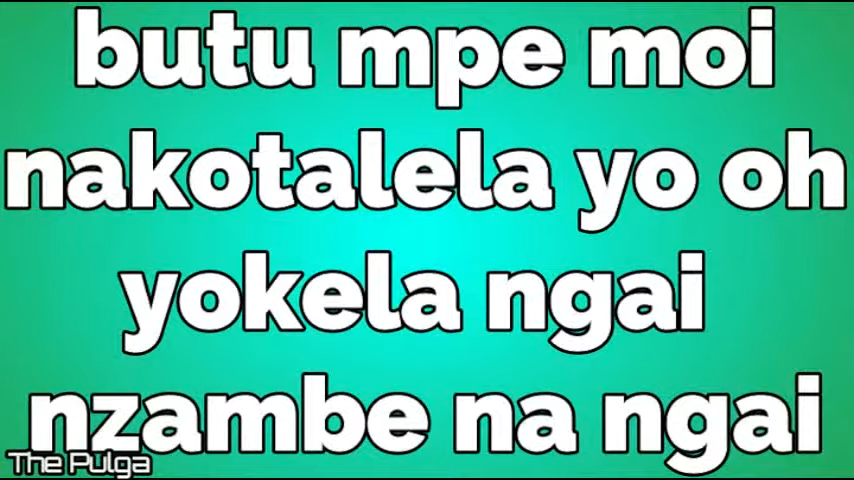 butu mpe moi
nakotalela yo oh
yokela ngai
nzambe na ngai
The Pulga